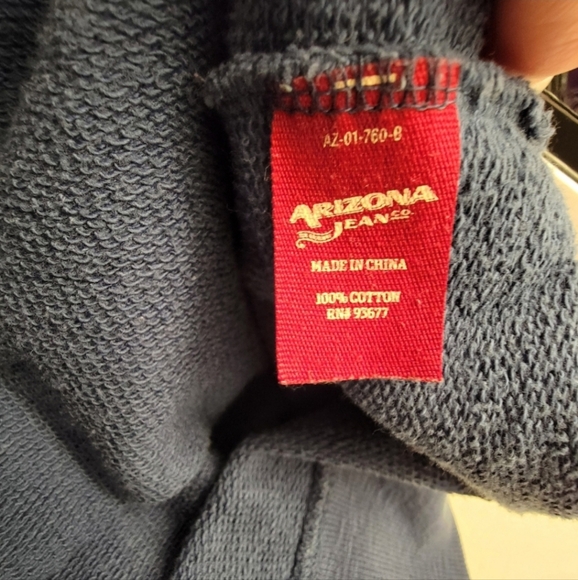 AZ-01-760-B
ARIZONA
JEAN CO.
MADE IN CHINA
100% COTTON
RN# 93677